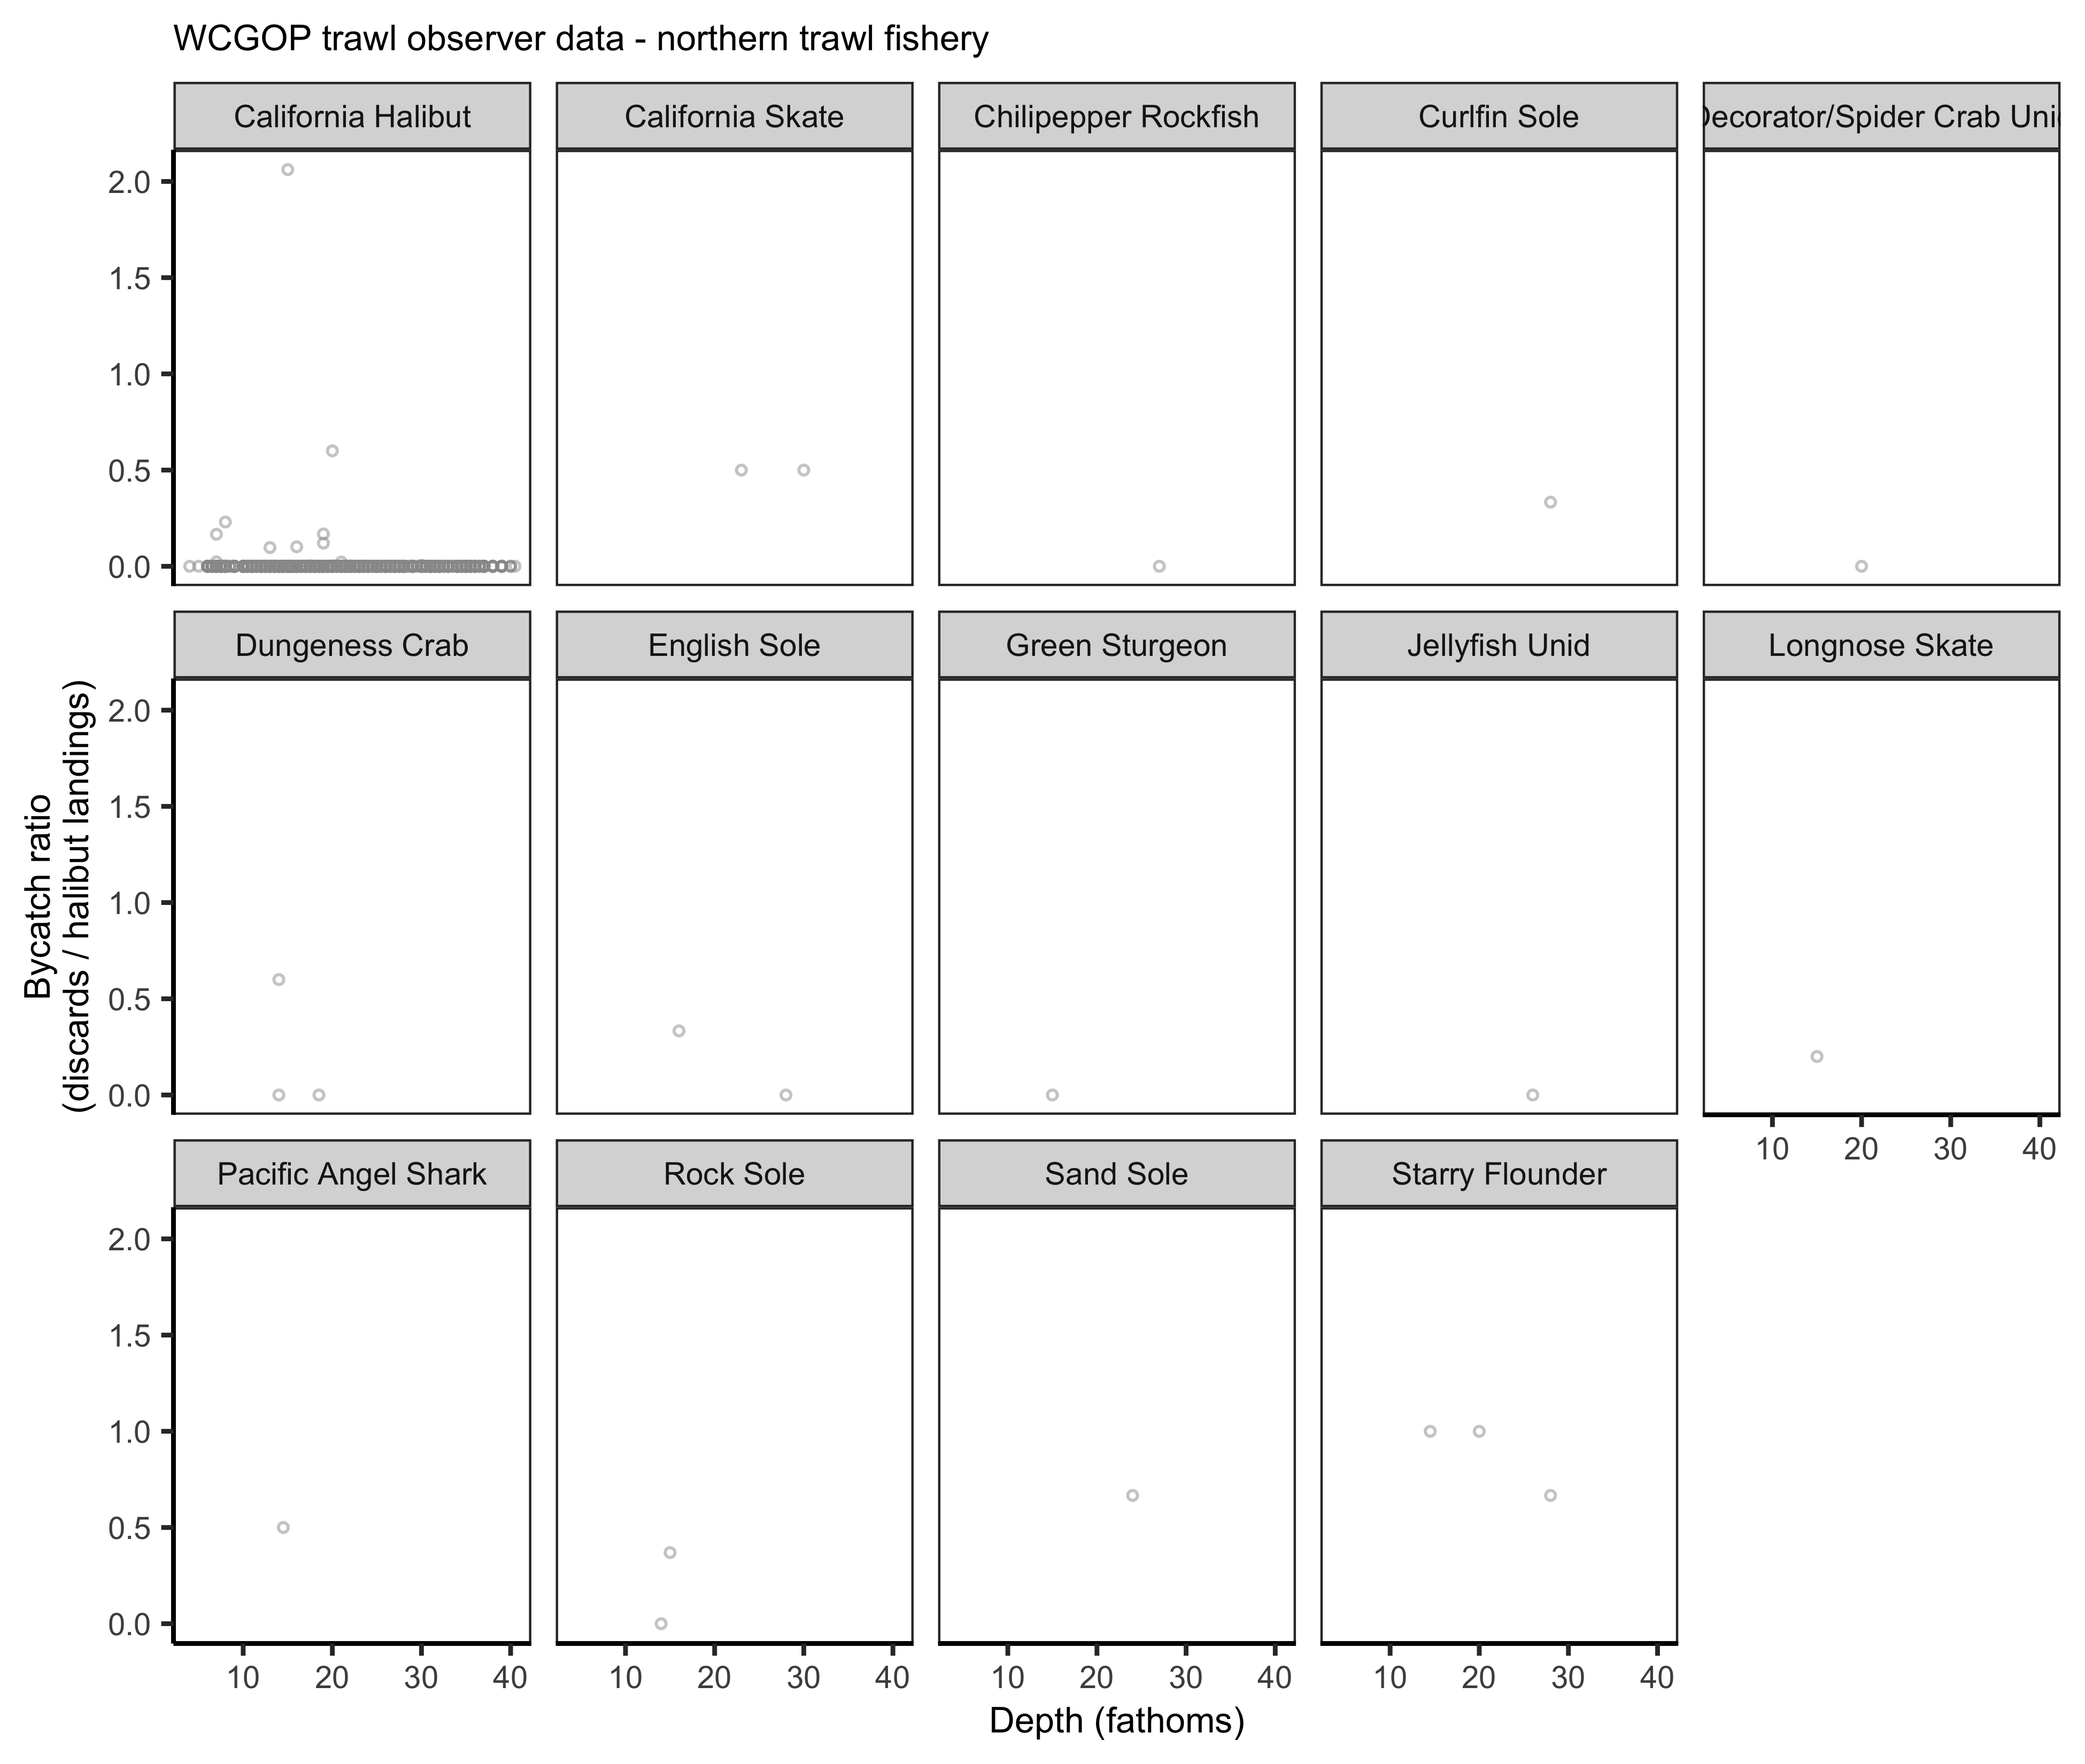 WCGOP trawl observer data - northern trawl fishery
California Halibut California Skate Chilipepper Rockfish Curlfin Sole Decorator/Spider Crab Unid
2.0
1.5
1.0
0.5
0.0
Dungeness Crab English Sole Green Sturgeon Jellyfish Unid Longnose Skate
Bycatch ratio
(discards / halibut landings)
2.0
1.5
1.0
0.5
0.0
10 20 30 40
Pacific Angel Shark Rock Sole Sand Sole Starry Flounder
2.0
1.5
1.0
0.5
0.0
10 20 30 40 10 20 30 40 10 20 30 40 10 20 30 40
Depth (fathoms)